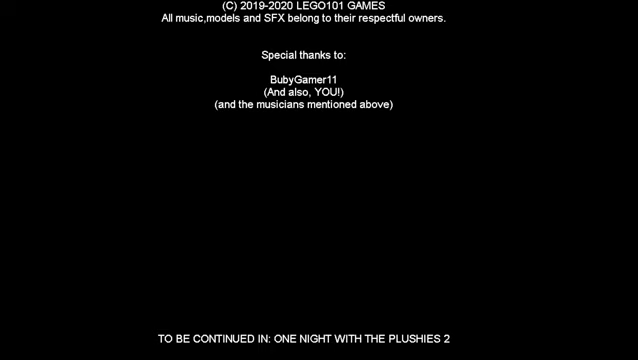 (C) 2019-2020 LEGO101 GAMES
All music,models and SFX belong to their respectful owners.
Special thanks to:
BubyGamer11
(And also, YOU!)
(and the musicians mentioned above)
TO BE CONTINUED IN: ONE NIGHT WITH THE PLUSHIES 2